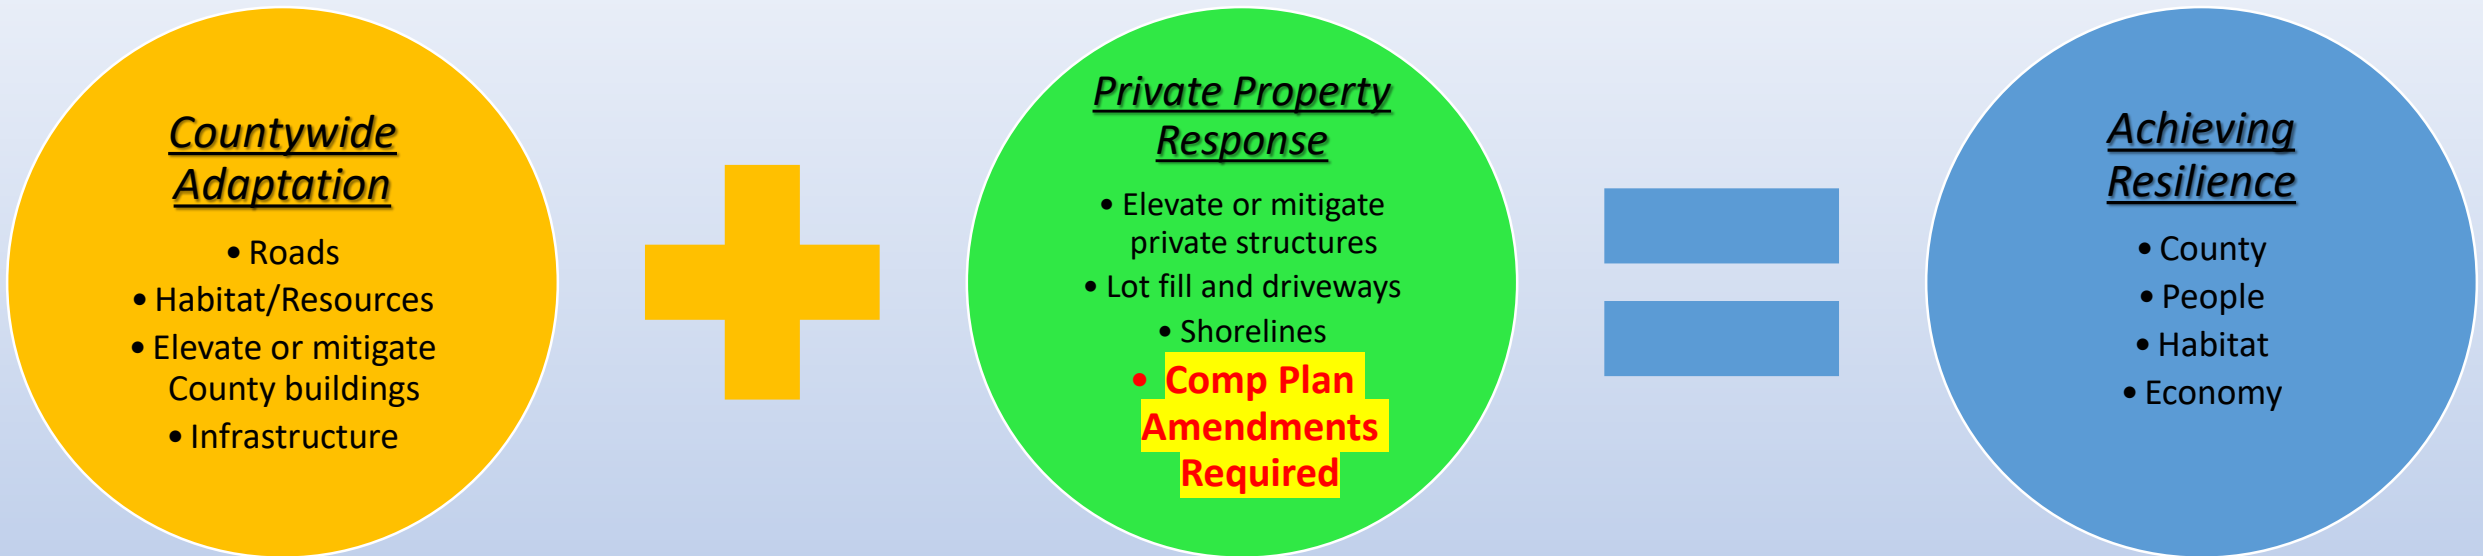 Countywide
Adaptation
• Roads
• Habitat/Resources
• Elevate or mitigate
County buildings
• Infrastructure
Private Property
Response
• Elevate or mitigate
private structures
• Lot fill and driveways
• Shorelines
• Comp Plan
Amendments
Required
Achieving
Resilience
• County
• People
• Habitat
• Economy